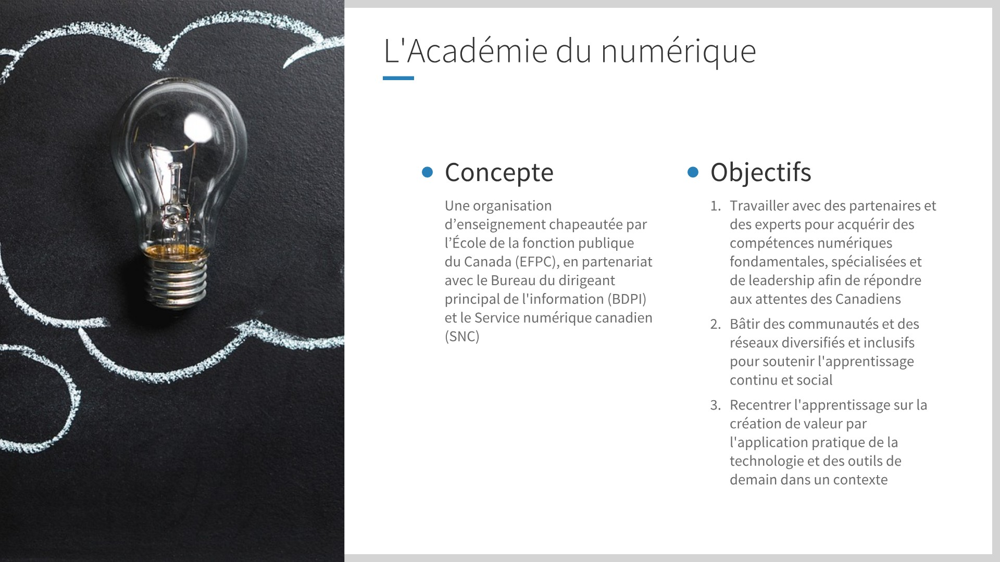 L'Académie du numérique
Concepte
Une organisation
d’enseignement chapeautée par
l’École de la fonction publique
du Canada (EFPC), en partenariat
avec le Bureau du dirigeant
principal de l'information (BDPI)
et le Service numérique canadien
(SNC)
Objectifs
1. Travailler avec des partenaires et
des experts pour acquérir des
compétences numériques
fondamentales, spécialisées et
de leadership afin de répondre
aux attentes des Canadiens
2. Bâtir des communautés et des
réseaux diversifiés et inclusifs
pour soutenir l'apprentissage
continu et social
3. Recentrer l'apprentissage sur la
création de valeur par
l'application pratique de la
technologie et des outils de
demain dans un contexte